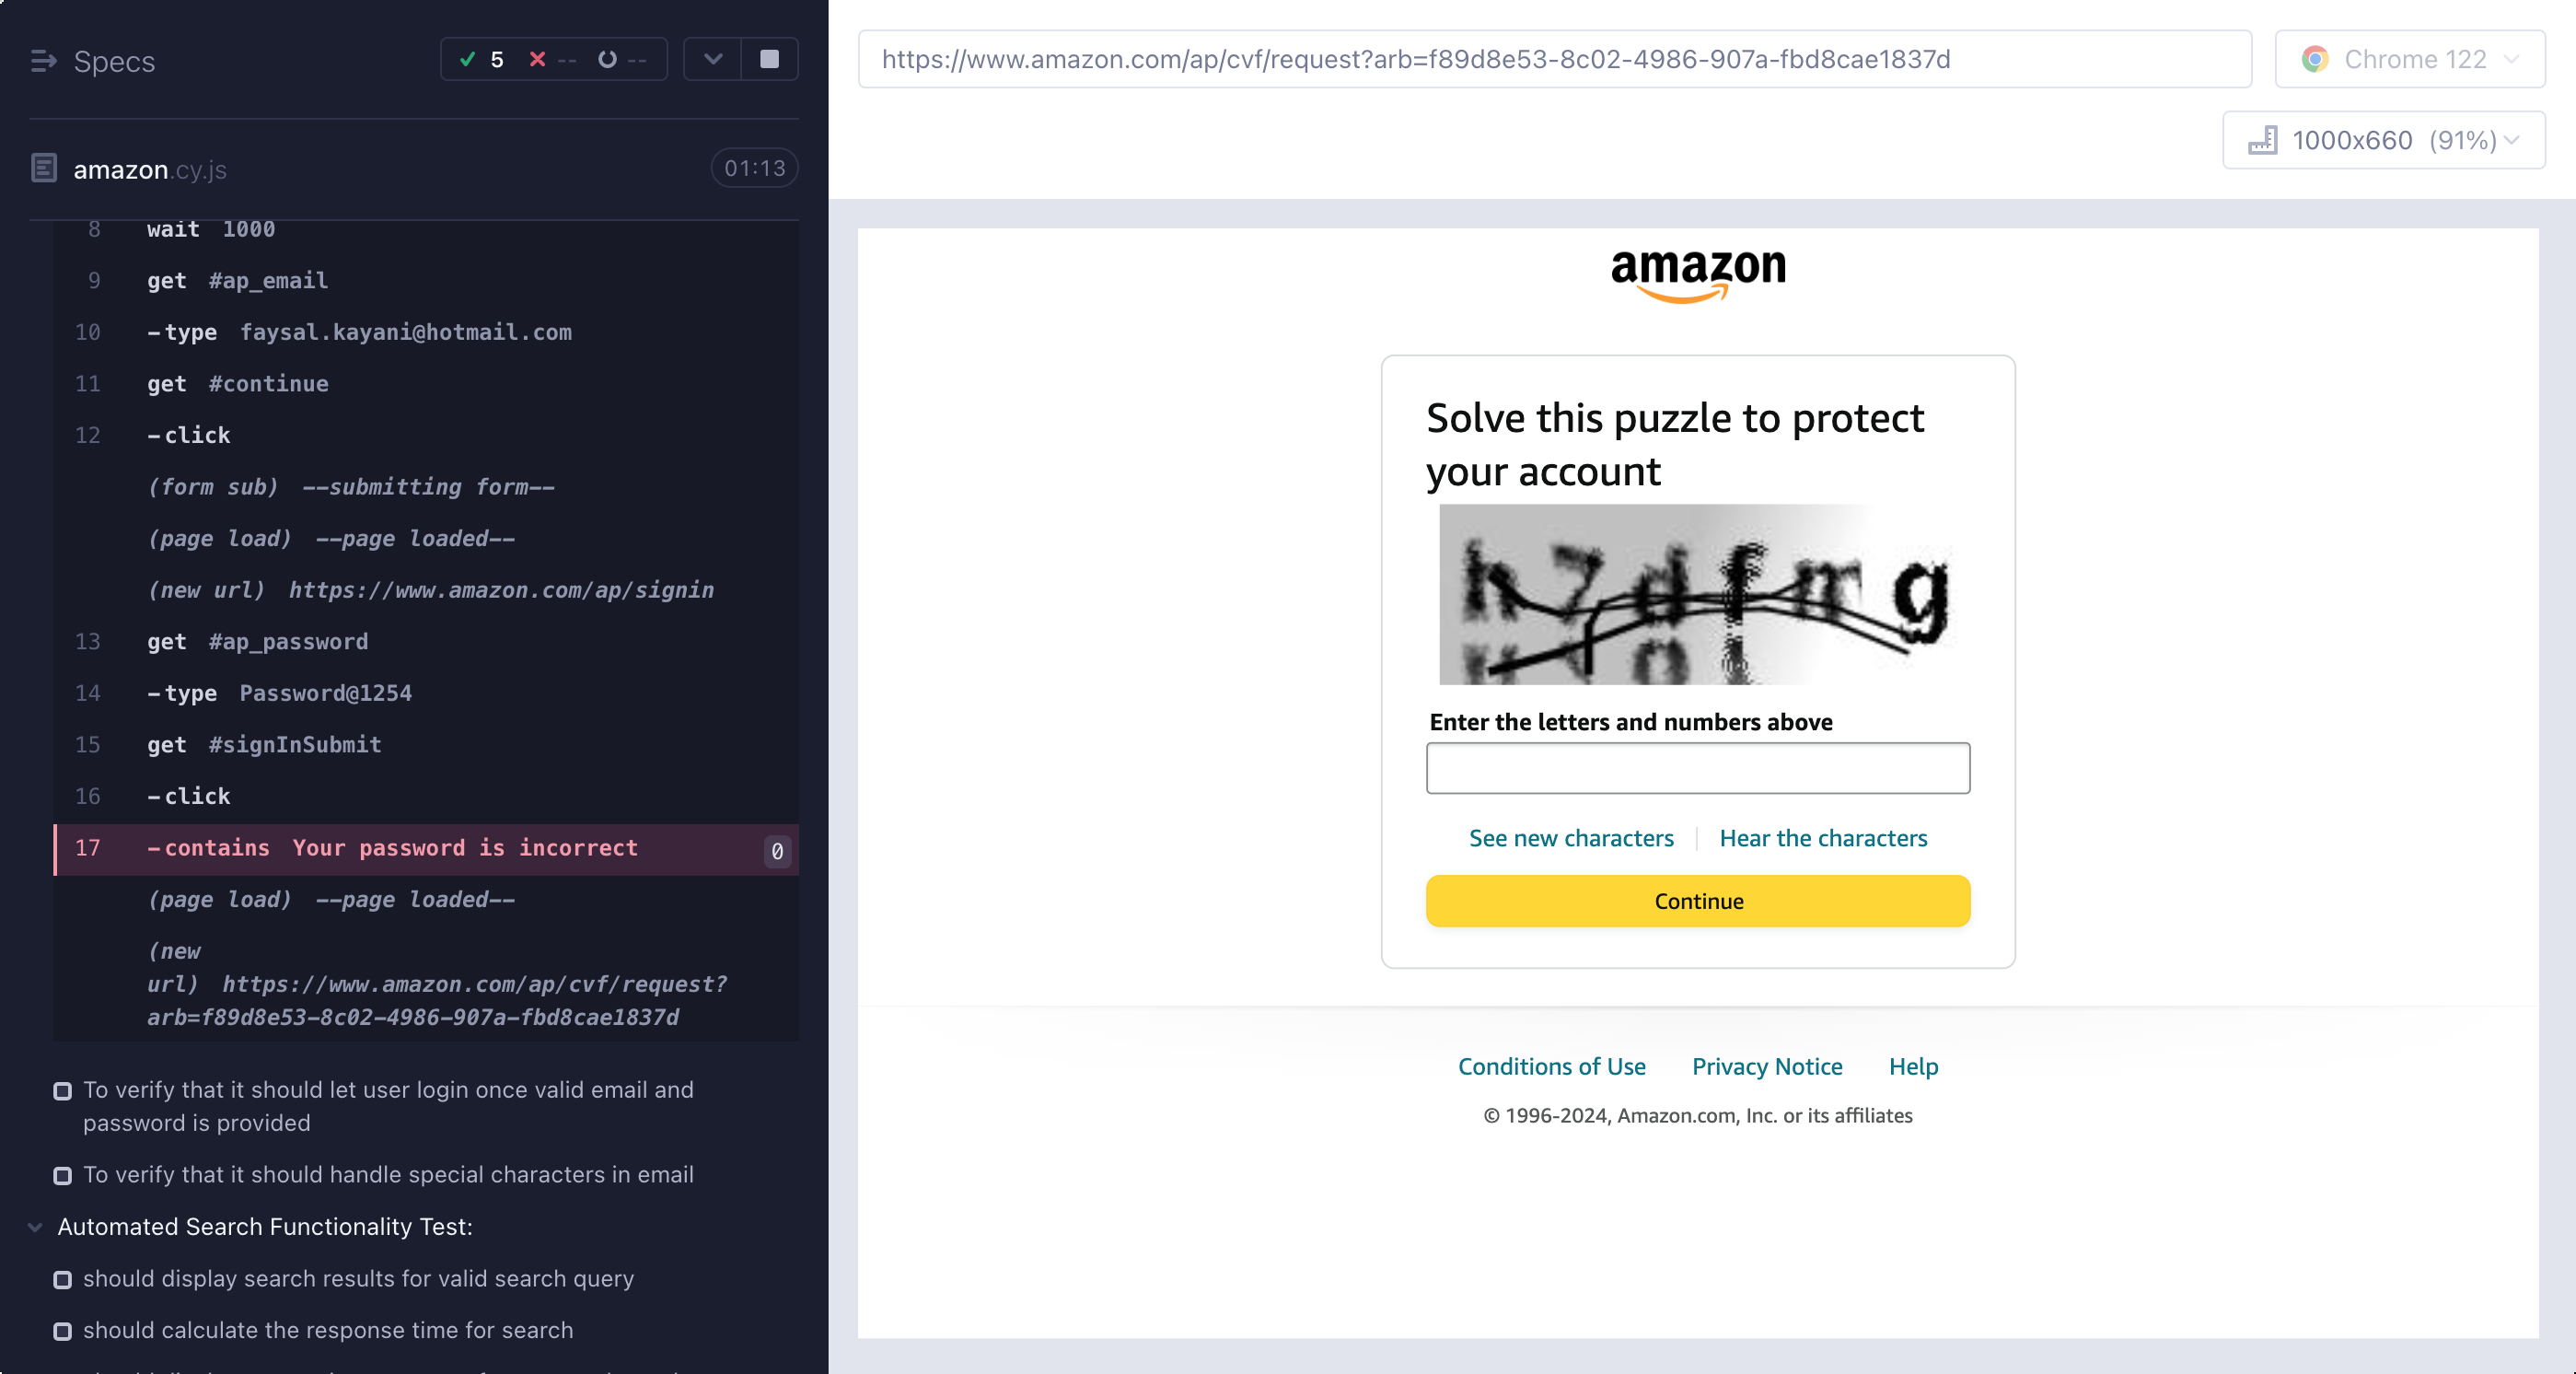 Specs
5 -- --
amazon.cy.js 01:13
8 wait 1000
9 get #ap_email
10 -type faysal.kayani@hotmail.com
11 get #continue
12 -click
(form sub) --submitting form--
(page load) --page loaded--
(new url) https://www.amazon.com/ap/signin
13 get #ap_password
14 -type Password@1254
15 get #signInSubmit
16 -click
17 -contains Your password is incorrect 0
(page load) --page loaded--
(new
url) https://www.amazon.com/ap/cvf/request?
arb=f89d8e53-8c02-4986-907a-fbd8cae1837d
To verify that it should let user login once valid email and
password is provided
To verify that it should handle special characters in email
Automated Search Functionality Test:
should display search results for valid search query
should calculate the response time for search
https://www.amazon.com/ap/cvf/request?arb=f89d8e53-8c02-4986-907a-fbd8cae1837d
Chrome 122
1000x660 (91%)
amazon
Solve this puzzle to protect
your account
Enter the letters and numbers above
See new characters | Hear the characters
Continue
Conditions of Use Privacy Notice Help
© 1996-2024, Amazon.com, Inc. or its affiliates